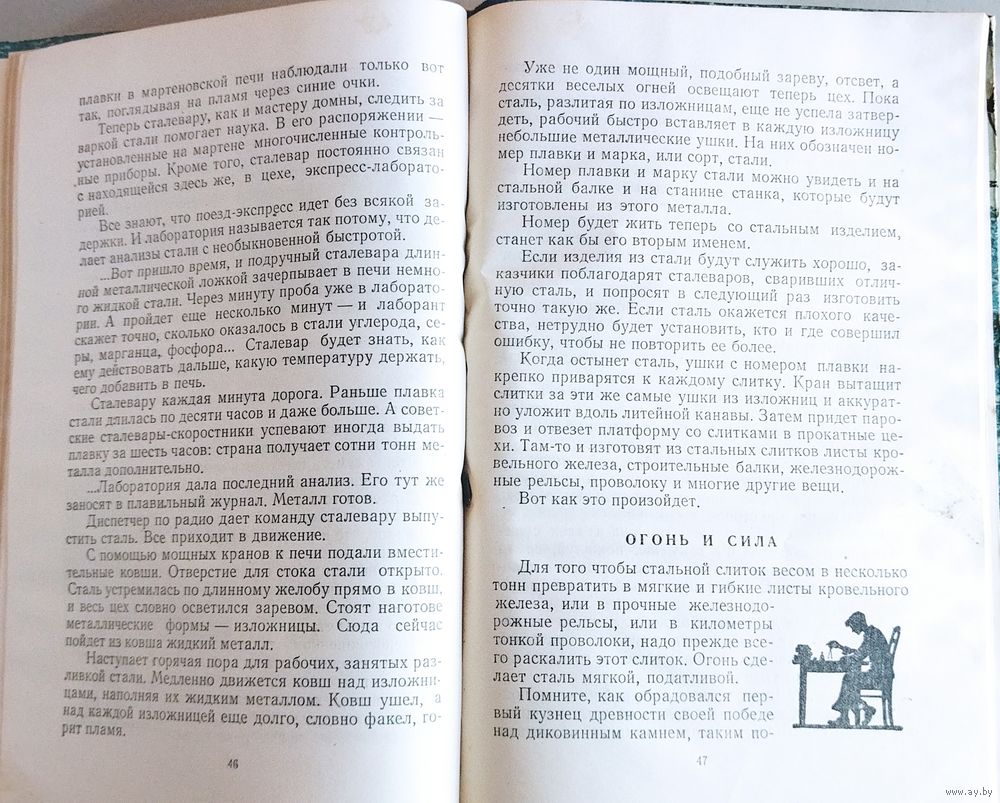 плавки в мартеновской печи наблюдали только вот
так, поглядывая на пламя через синие очки.
Теперь сталевару, как и мастеру домны, следить за
варкой стали помогает наука. В его распоряжении —
установленные на мартене многочисленные контроль-
ные приборы. Кроме того, сталевар постоянно связан
с находящейся здесь же, в цехе, экспресс-лаборато-
рией.
Все знают, что поезд-экспресс идет без всякой за-
держки. И лаборатория называется так потому, что де-
лает анализы стали с необыкновенной быстротой.
...Вот пришло время, и подручный сталевара длин-
ной металлической ложкой зачерпывает в печи немно-
го жидкой стали. Через минуту проба уже в лаборато-
рии. А пройдет еще несколько минут — и лаборант
скажет точно, сколько оказалось в стали углерода, се-
ры, марганца, фосфора... Сталевар будет знать, как
ему действовать дальше, какую температуру держать,
чего добавить в печь.
Сталевару каждая минута дорога. Раньше плавка
стали длилась по десяти часов и даже больше. А совет-
ские сталевары-скоростники успевают иногда выдать
плавку за шесть часов: страна получает сотни тонн ме-
талла дополнительно.
...Лаборатория дала последний анализ. Его тут же
заносят в плавильный журнал. Металл готов.
Диспетчер по радио дает команду сталевару выпу-
стить сталь. Все приходит в движение.
С помощью мощных кранов к печи подали вмести-
тельные ковши. Отверстие для стока стали открыто.
Сталь устремилась по длинному желобу прямо в ковш,
и весь цех словно осветился заревом. Стоят наготове
металлические формы — изложницы. Сюда сейчас
пойдет из ковша жидкий металл.
Наступает горячая пора для рабочих, занятых раз-
ливкой стали. Медленно движется ковш над изложни-
цами, наполняя их жидким металлом. Ковш ушел, а
над каждой изложницей еще долго, словно факел, го-
рит пламя.
46
Уже не один мощный, подобный зареву, отсвет, а
десятки веселых огней освещают теперь цех. Пока
сталь, разлитая по изложницам, еще не успела затвер-
деть, рабочий быстро вставляет в каждую изложницу
небольшие металлические ушки. На них обозначен но-
мер плавки и марка, или сорт, стали.
Номер плавки и марку стали можно увидеть и на
стальной балке и на станине станка, которые будут
изготовлены из этого металла.
Номер будет жить теперь со стальным изделием,
станет как бы его вторым именем.
Если изделия из стали будут служить хорошо, за-
казчики поблагодарят сталеваров, сваривших отлич-
ную сталь, и попросят в следующий раз изготовить
точно такую же. Если сталь окажется плохого каче-
ства, нетрудно будет установить, кто и где совершил
ошибку, чтобы не повторить ее более.
Когда остынет сталь, ушки с номером плавки на-
крепко приварятся к каждому слитку. Кран вытащит
слитки за эти же самые ушки из изложниц и аккурат-
но уложит вдоль литейной канавы. Затем придет паро-
воз и отвезет платформу со слитками в прокатные це-
хи. Там-то и изготовят из стальных слитков листы кро-
вельного железа, строительные балки, железнодорож-
ные рельсы, проволоку и многие другие вещи.
Вот как это произойдет.
ОГОНЬ И СИЛА
Для того чтобы стальной слиток весом в несколько
тонн превратить в мягкие и гибкие листы кровельного
железа, или в прочные железнодо-
рожные рельсы, или в километры
тонкой проволоки, надо прежде все-
го раскалить этот слиток. Огонь сде-
лает сталь мягкой, податливой.
Помните, как обрадовался пер-
вый кузнец древности своей победе
над диковинным камнем, таким по-
47
www.ay.by